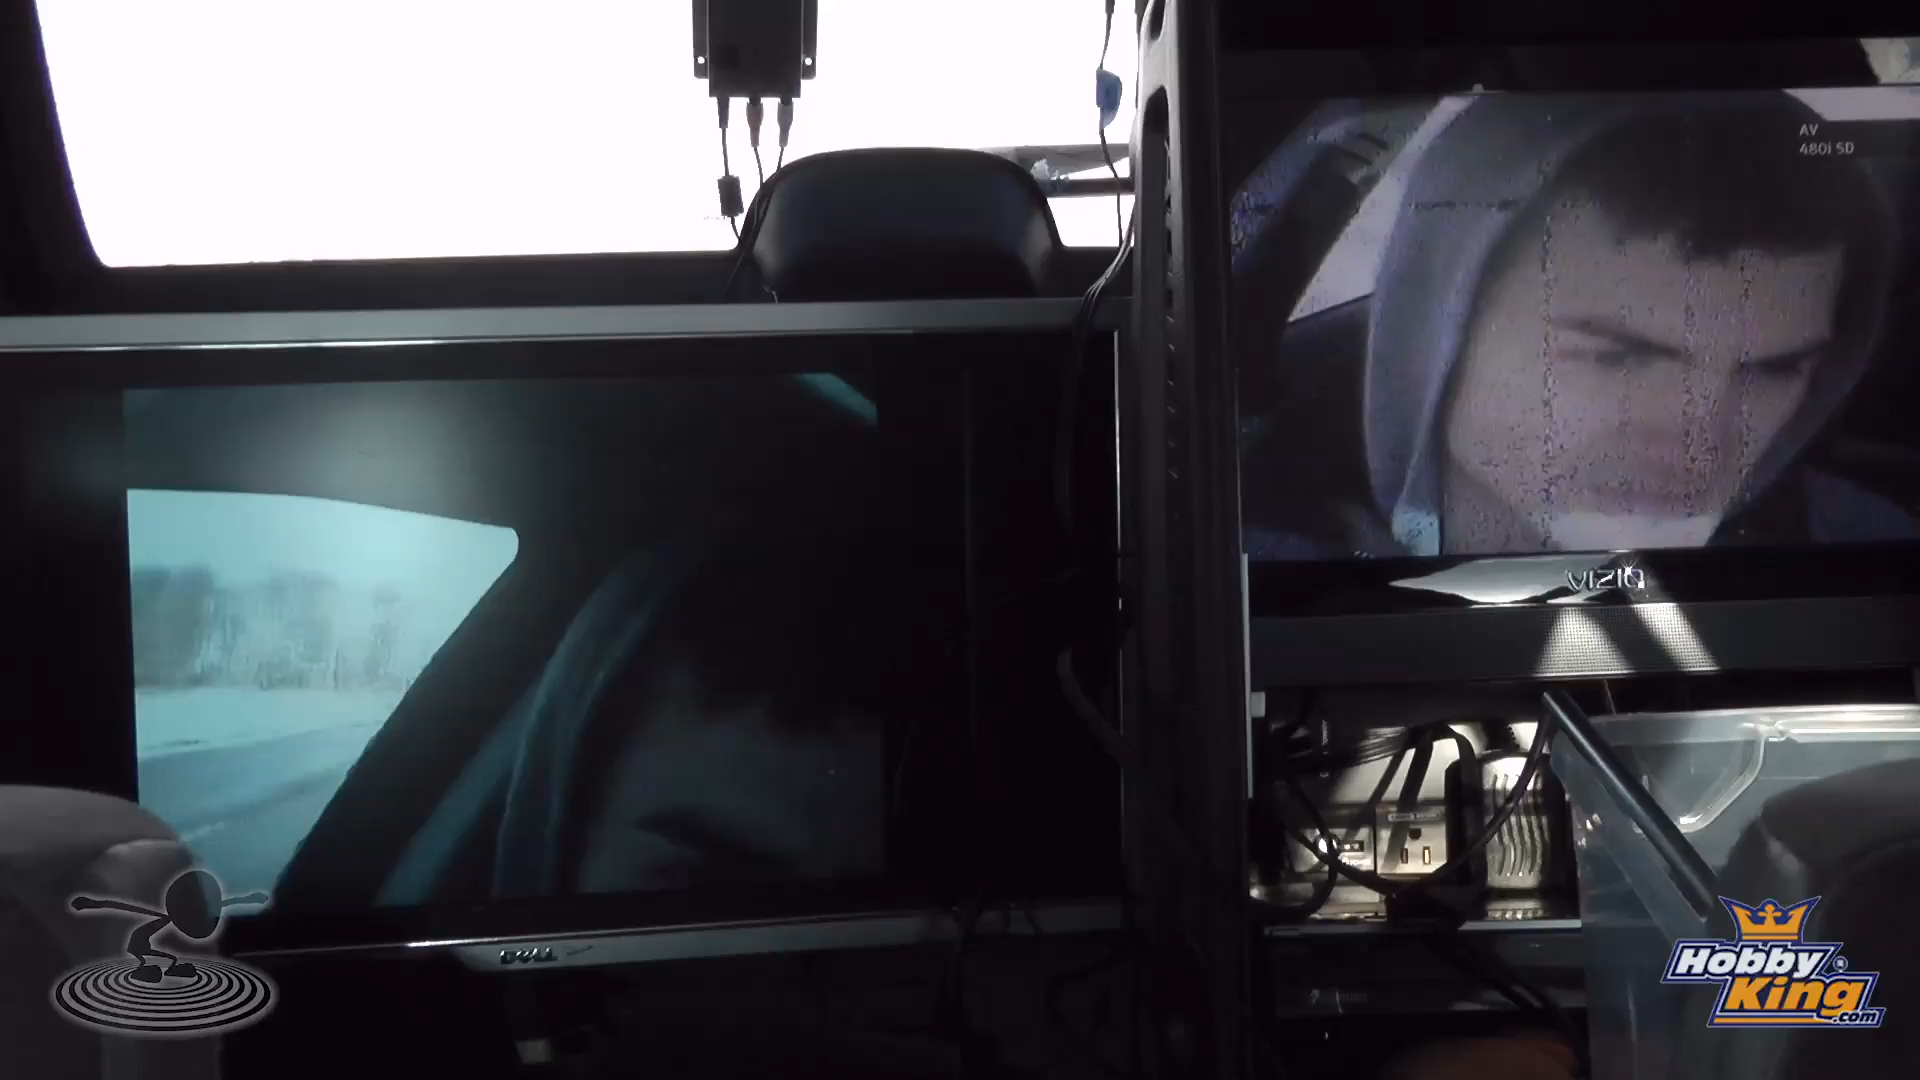 AV
480i SD
VIZIO
DELL
Hobby
King
.com